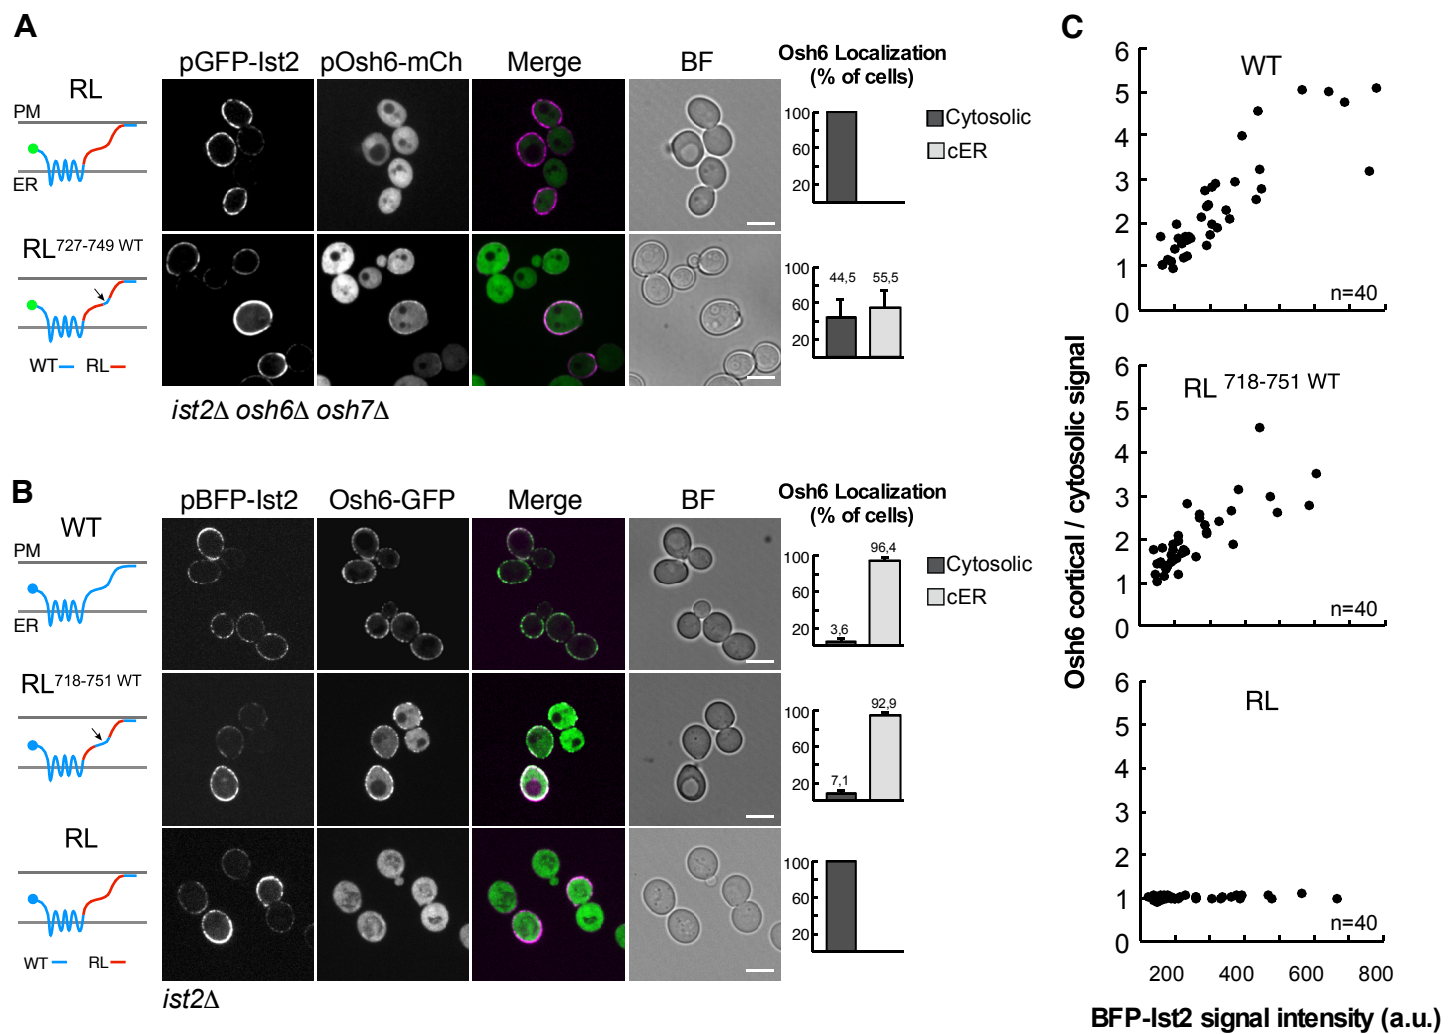 A
pGFP-Ist2 pOsh6-mCh Merge BF
Osh6 Localization
(% of cells)
RL
PM
ER
100
60
20
Cytosolic
cER
RL727-749 WT
WT RL
100
60
20
44,5 55,5
ist2Δ osh6Δ osh7Δ
B
pBFP-Ist2 Osh6-GFP Merge BF
Osh6 Localization
(% of cells)
WT
PM
ER
100
60
20
3,6 96,4
Cytosolic
cER
RL718-751 WT
100
60
20
7,1 92,9
RL
WT RL
100
60
20
ist2Δ
C
Osh6 cortical / cytosolic signal
6
5
4
3
2
1
0
WT
n=40
6
5
4
3
2
1
0
RL 718-751 WT
n=40
6
5
4
3
2
1
0
RL
n=40
200 400 600 800
BFP-Ist2 signal intensity (a.u.)